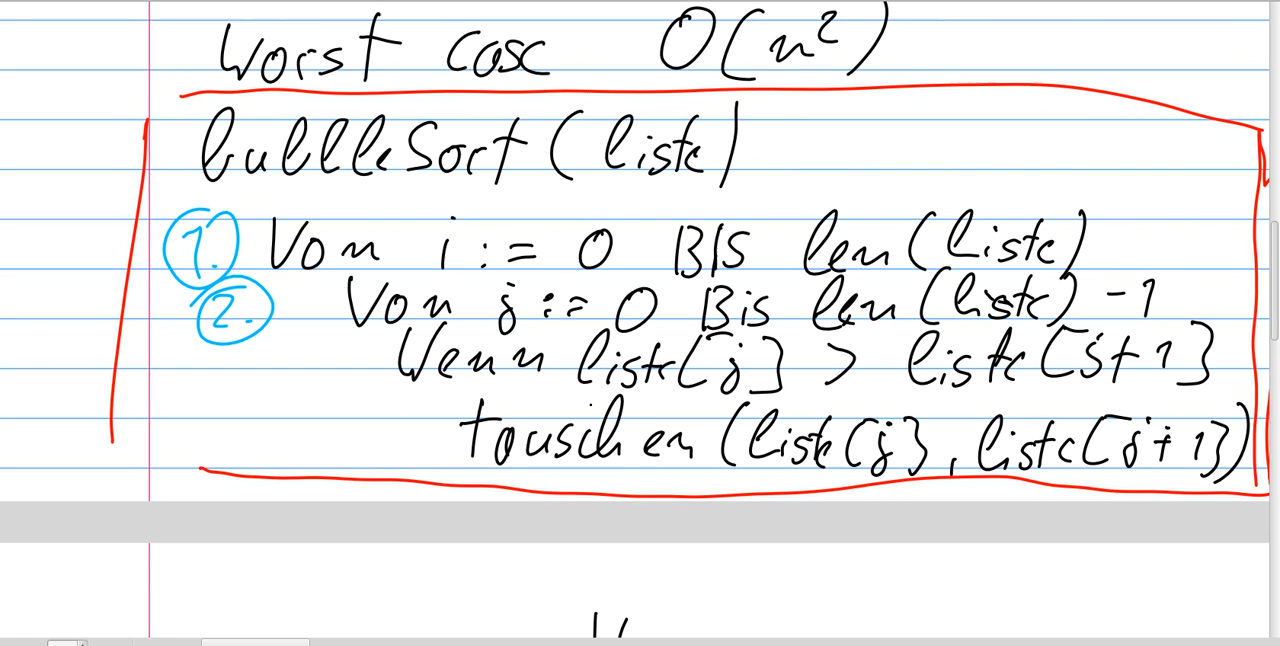 Worst case O(n²)
bubbleSort(liste)
1. Von i := 0 BIS len(liste)
2. Von j := 0 Bis len(liste) -1
Wenn liste[j] > liste[j+1]
tauschen(liste[j], liste[j+1])